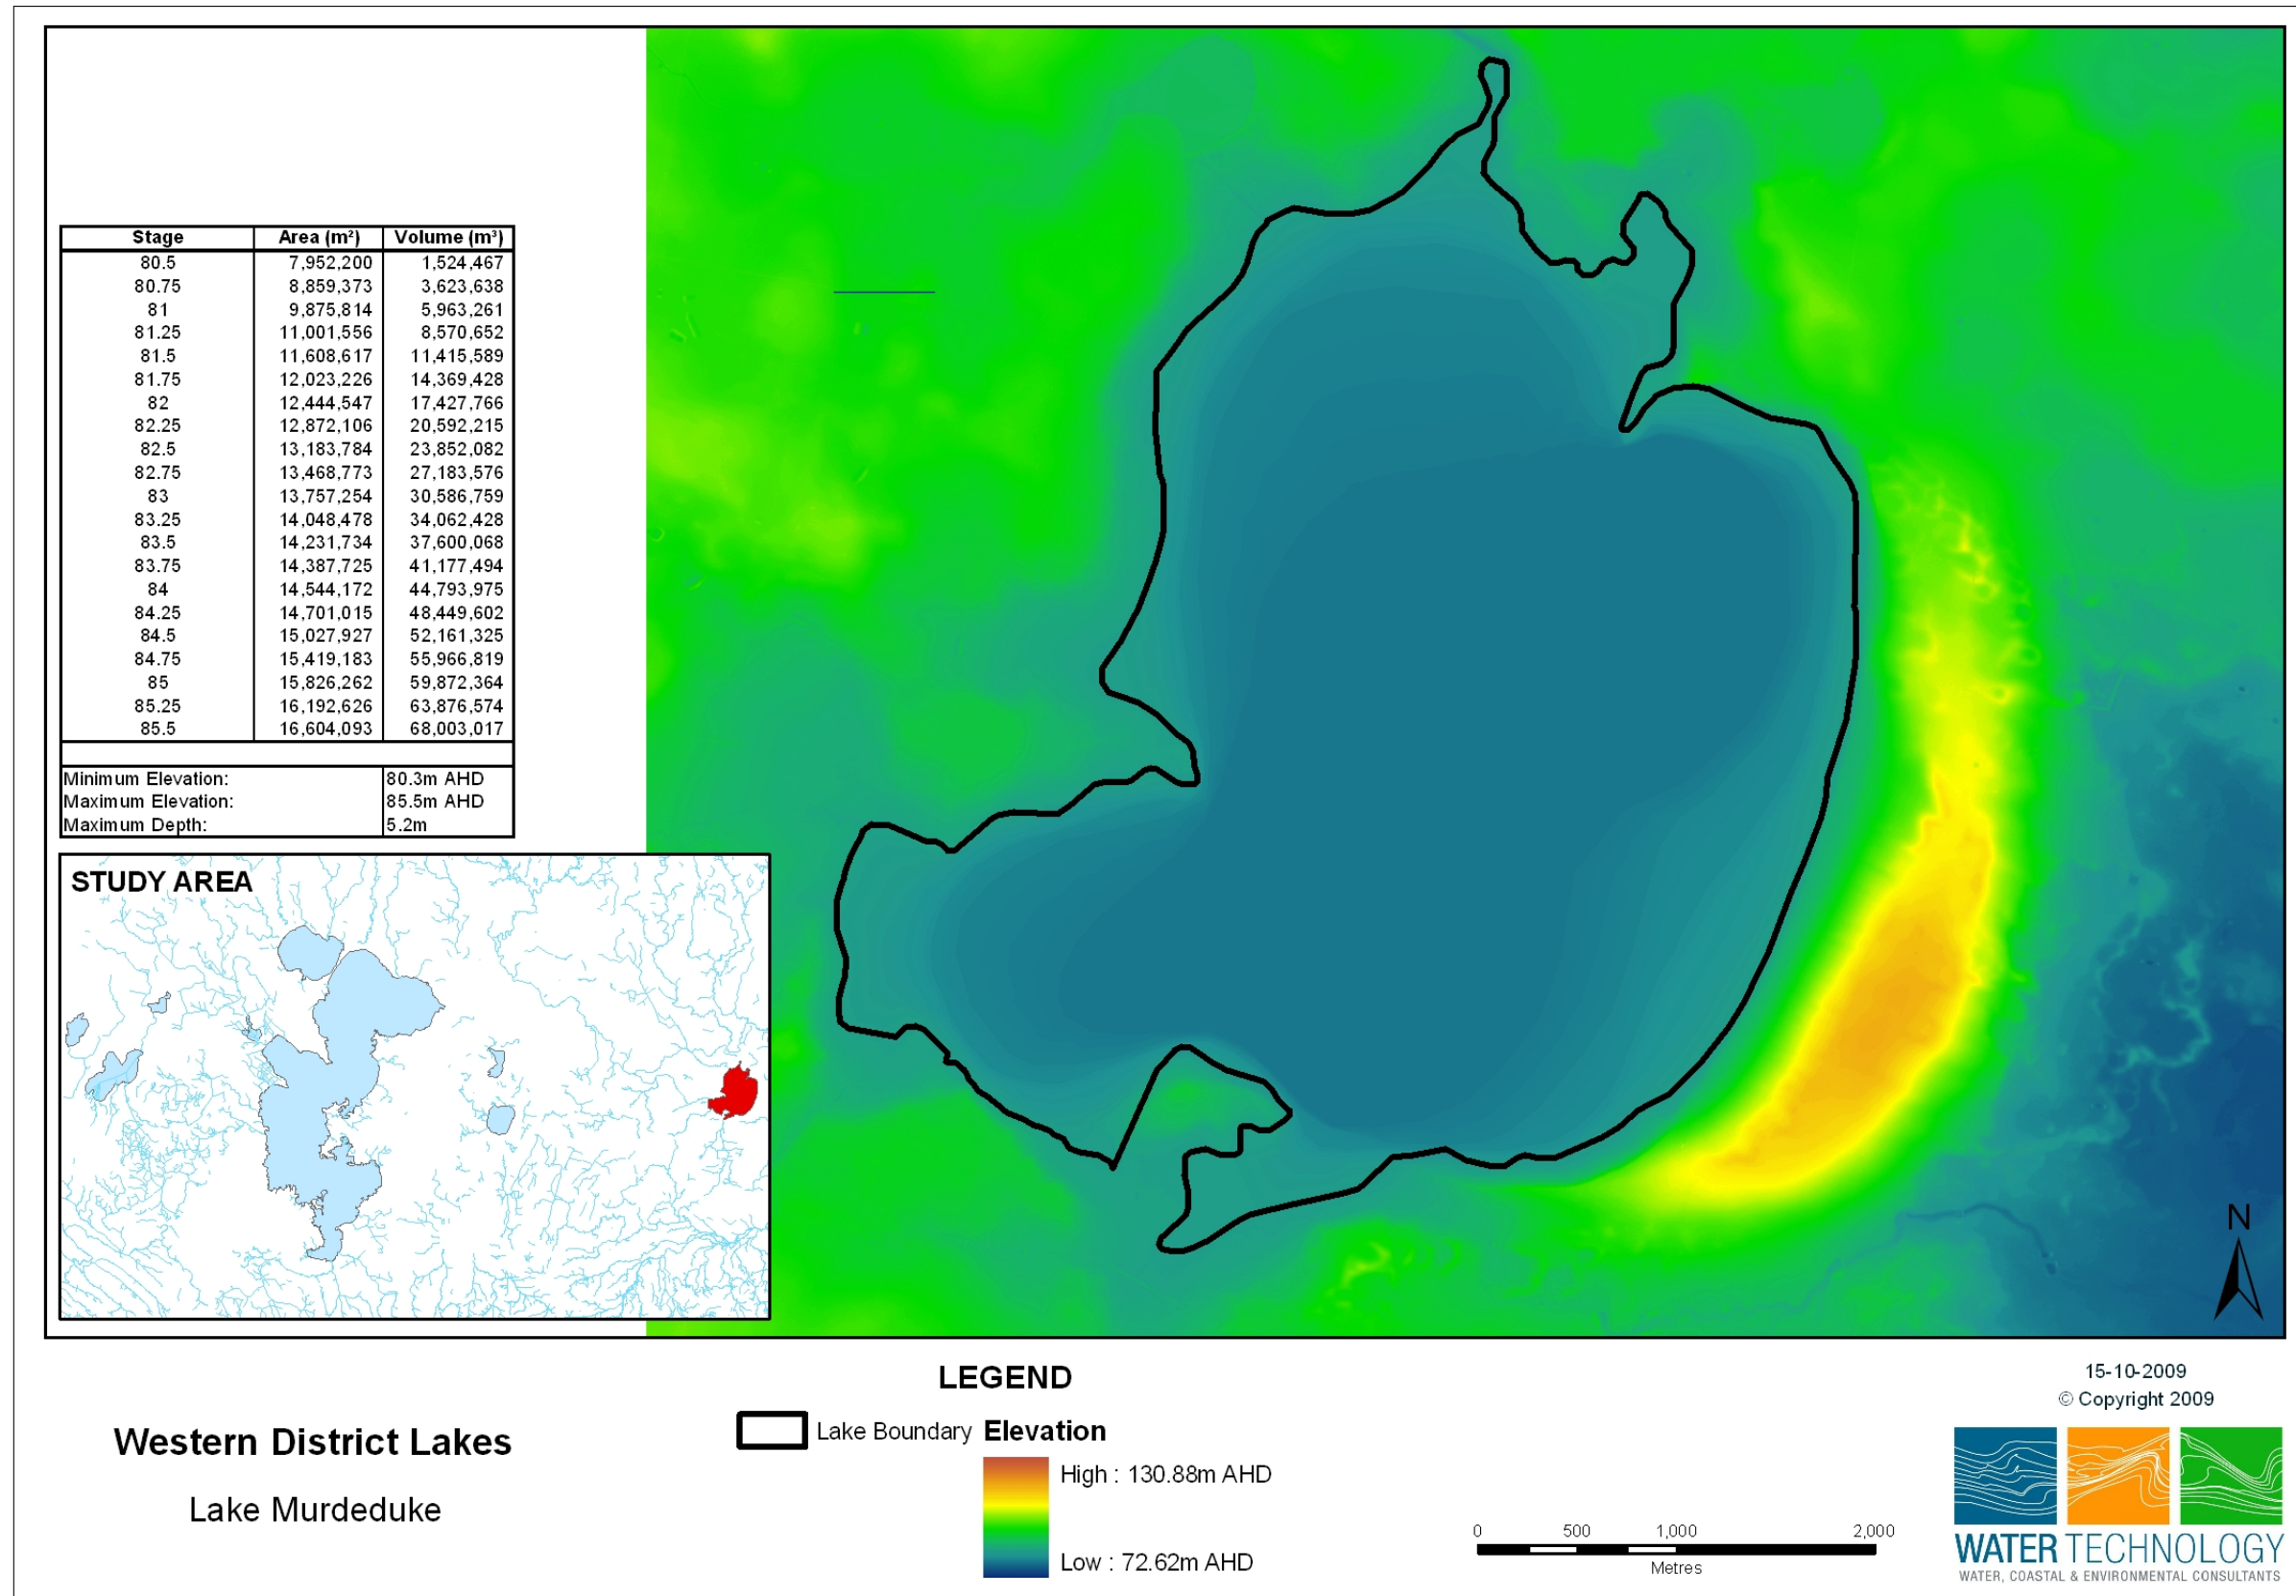 Stage Area (m²) Volume (m³)
80.5 7,952,200 1,524,467
80.75 8,859,373 3,623,638
81 9,875,814 5,963,261
81.25 11,001,556 8,570,652
81.5 11,608,617 11,415,589
81.75 12,023,226 14,369,428
82 12,444,547 17,427,766
82.25 12,872,106 20,592,215
82.5 13,183,784 23,852,082
82.75 13,468,773 27,183,576
83 13,757,254 30,586,759
83.25 14,048,478 34,062,428
83.5 14,231,734 37,600,068
83.75 14,387,725 41,177,494
84 14,544,172 44,793,975
84.25 14,701,015 48,449,602
84.5 15,027,927 52,161,325
84.75 15,419,183 55,966,819
85 15,826,262 59,872,364
85.25 16,192,626 63,876,574
85.5 16,604,093 68,003,017
Minimum Elevation: 80.3m AHD
Maximum Elevation: 85.5m AHD
Maximum Depth: 5.2m
STUDY AREA
N
Western District Lakes
Lake Murdeduke
LEGEND
Lake Boundary
Elevation
High : 130.88m AHD
Low : 72.62m AHD
0 500 1,000 2,000
Metres
15-10-2009
© Copyright 2009
WATER TECHNOLOGY
WATER, COASTAL & ENVIRONMENTAL CONSULTANTS